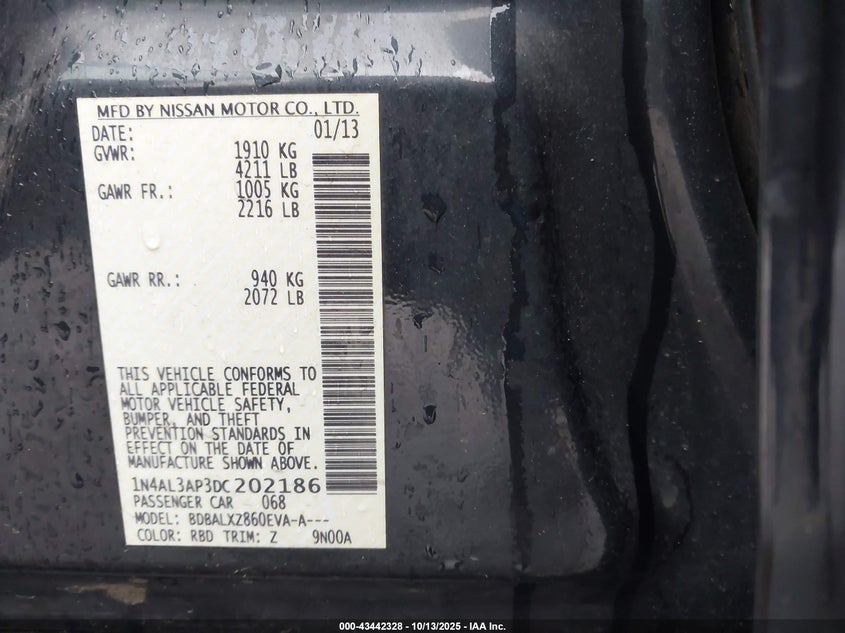 MFD BY NISSAN MOTOR CO., LTD.
DATE: 01/13
GVWR: 1910 KG
4211 LB
GAWR FR.: 1005 KG
2216 LB
GAWR RR.: 940 KG
2072 LB
THIS VEHICLE CONFORMS TO
ALL APPLICABLE FEDERAL
MOTOR VEHICLE SAFETY,
BUMPER, AND THEFT
PREVENTION STANDARDS IN
EFFECT ON THE DATE OF
MANUFACTURE SHOWN ABOVE.
1N4AL3AP3DC202186
PASSENGER CAR 068
MODEL: BDBALXZ860EVA-A---
COLOR: RBD TRIM: Z 9N00A
000-43442328 - 10/13/2025 - IAA Inc.